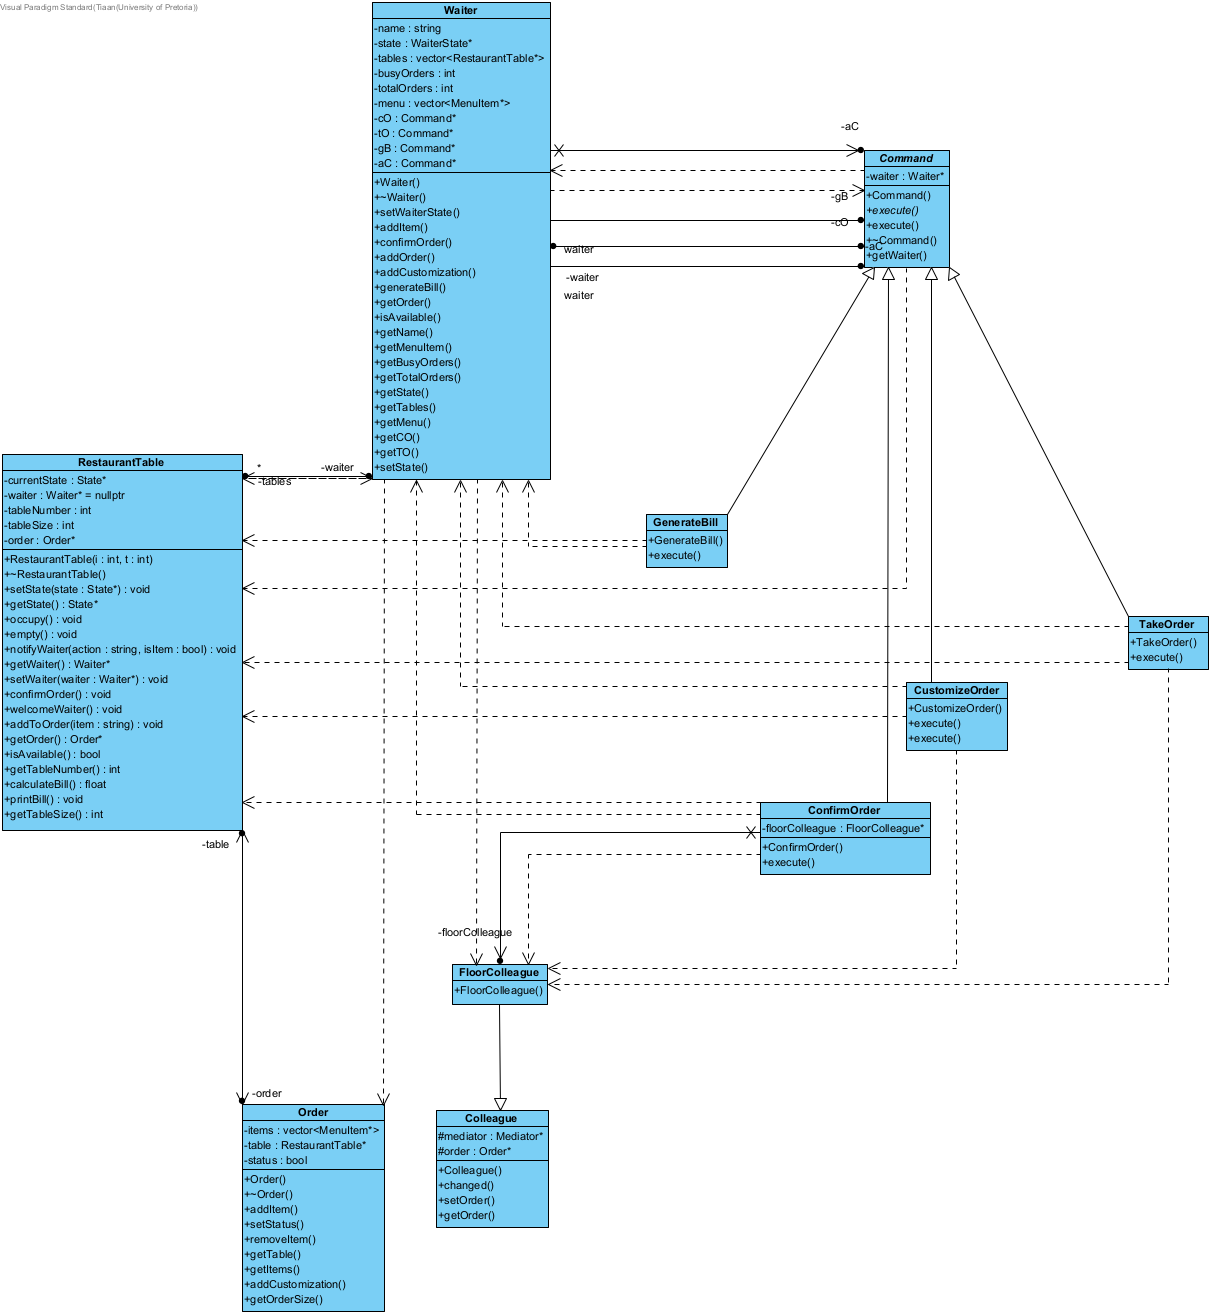 Visual Paradigm Standard(Tiaan(University of Pretoria))
Waiter
-name : string
-state : WaiterState*
-tables : vector<RestaurantTable*>
-busyOrders : int
-totalOrders : int
-menu : vector<MenuItem*>
-cO : Command*
-tO : Command*
-gB : Command*
-aC : Command*
+Waiter()
+~Waiter()
+setWaiterState()
+addItem()
+confirmOrder()
+addOrder()
+addCustomization()
+generateBill()
+getOrder()
+isAvailable()
+getName()
+getMenuItem()
+getBusyOrders()
+getTotalOrders()
+getState()
+getTables()
+getMenu()
+getCO()
+getTO()
+setState()
-aC
-gB
-cO
-aC
waiter
-waiter
waiter
Command
-waiter : Waiter*
+Command()
+execute()
+execute()
+~Command()
+getWaiter()
*
-waiter
-tables
RestaurantTable
-currentState : State*
-waiter : Waiter* = nullptr
-tableNumber : int
-tableSize : int
-order : Order*
+RestaurantTable(i : int, t : int)
+~RestaurantTable()
+setState(state : State*) : void
+getState() : State*
+occupy() : void
+empty() : void
+notifyWaiter(action : string, isItem : bool) : void
+getWaiter() : Waiter*
+setWaiter(waiter : Waiter*) : void
+confirmOrder() : void
+welcomeWaiter() : void
+addToOrder(item : string) : void
+getOrder() : Order*
+isAvailable() : bool
+getTableNumber() : int
+calculateBill() : float
+printBill() : void
+getTableSize() : int
GenerateBill
+GenerateBill()
+execute()
TakeOrder
+TakeOrder()
+execute()
CustomizeOrder
+CustomizeOrder()
+execute()
+execute()
ConfirmOrder
-floorColleague : FloorColleague*
+ConfirmOrder()
+execute()
-table
-floorColleague
FloorColleague
+FloorColleague()
-order
Order
-items : vector<MenuItem*>
-table : RestaurantTable*
-status : bool
+Order()
+~Order()
+addItem()
+setStatus()
+removeItem()
+getTable()
+getItems()
+addCustomization()
+getOrderSize()
Colleague
#mediator : Mediator*
#order : Order*
+Colleague()
+changed()
+setOrder()
+getOrder()